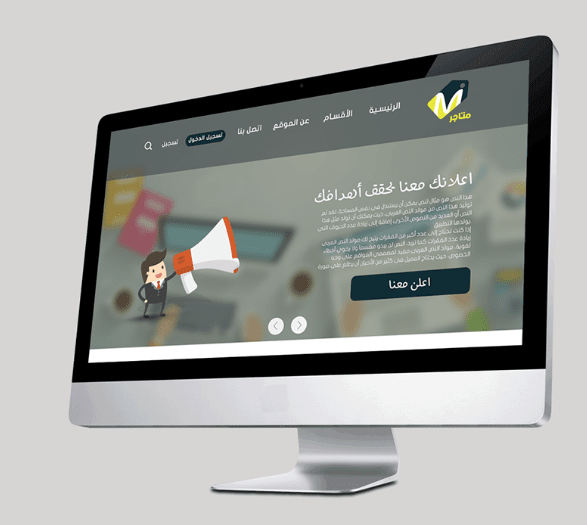 متاجر
الرئيسية
الأقسام
عن الموقع
اتصل بنا
تسجيل الدخول
تسجيل
اعلانك معنا يحقق أهدافك
هذا النص هو مثال لنص يمكن أن يستبدل في نفس المساحة، لقد تم
توليد هذا النص من مولد النص العربى، حيث يمكنك أن تولد مثل هذا
النص أو العديد من النصوص الأخرى إضافة إلى زيادة عدد الحروف التى
يولدها التطبيق
إذا كنت تحتاج إلى عدد أكبر من الفقرات يتيح لك مولد النص العربى
زيادة عدد الفقرات كما تريد، النص لن يبدو مقسما ولا يحوي أخطاء
لغوية، مولد النص العربى مفيد لمصممي المواقع على وجه
الخصوص، حيث يحتاج العميل فى كثير من الأحيان أن يطلع على صورة
اعلن معنا